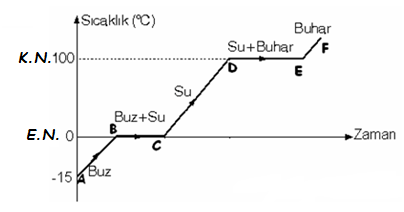 Sıcaklık (°C)
Buhar
F
K.N. 100
Su+Buhar
D
E
Su
Buz+Su
B
C
E.N. 0
Zaman
-15
A
Buz